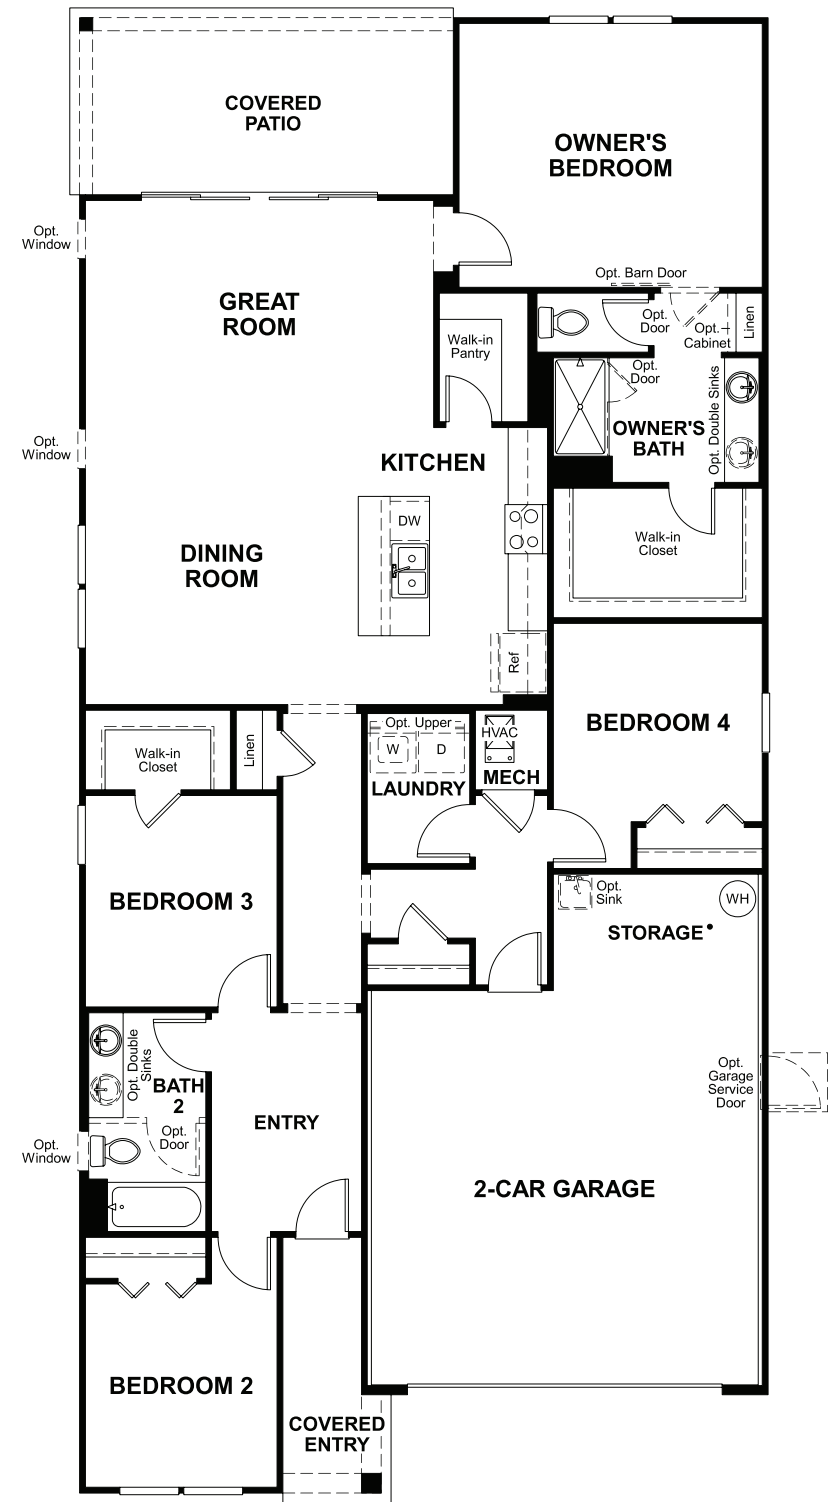 COVERED
PATIO
OWNER'S
BEDROOM
Opt.
Window
Opt. Barn Door
GREAT
ROOM
Walk-in
Pantry
Opt.
Door
Opt.
Cabinet
Linen
Opt.
Door
Opt. Double Sinks
OWNER'S
BATH
Opt.
Window
KITCHEN
DW
Walk-in
Closet
DINING
ROOM
Ref
BEDROOM 4
Walk-in
Closet
Linen
Opt. Upper
W
D
LAUNDRY
HVAC
MECH
BEDROOM 3
Opt.
Sink
WH
STORAGE•
Opt. Double
Sinks
BATH
2
Opt.
Door
Opt.
Window
ENTRY
Opt.
Garage
Service
Door
2-CAR GARAGE
BEDROOM 2
COVERED
ENTRY